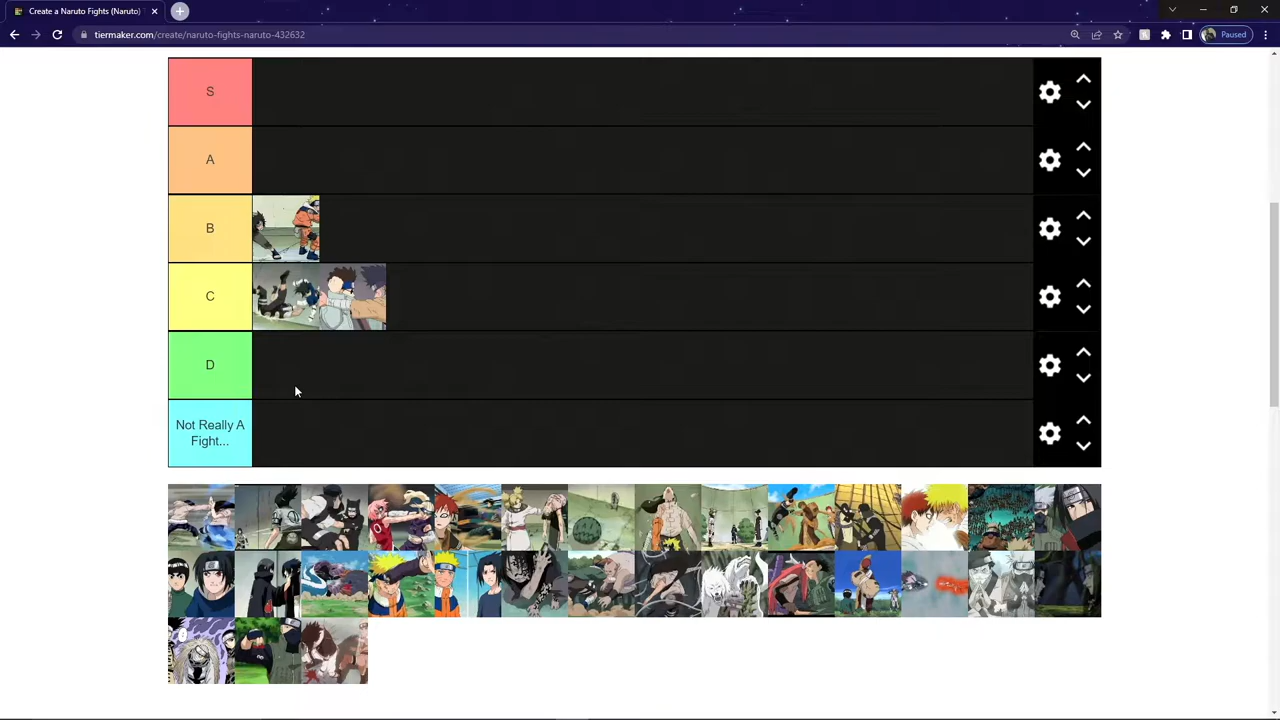 Create a Naruto Fights (Naruto) T
tiermaker.com/create/naruto-fights-naruto-432632
Paused
S
A
B
C
D
Not Really A
Fight...